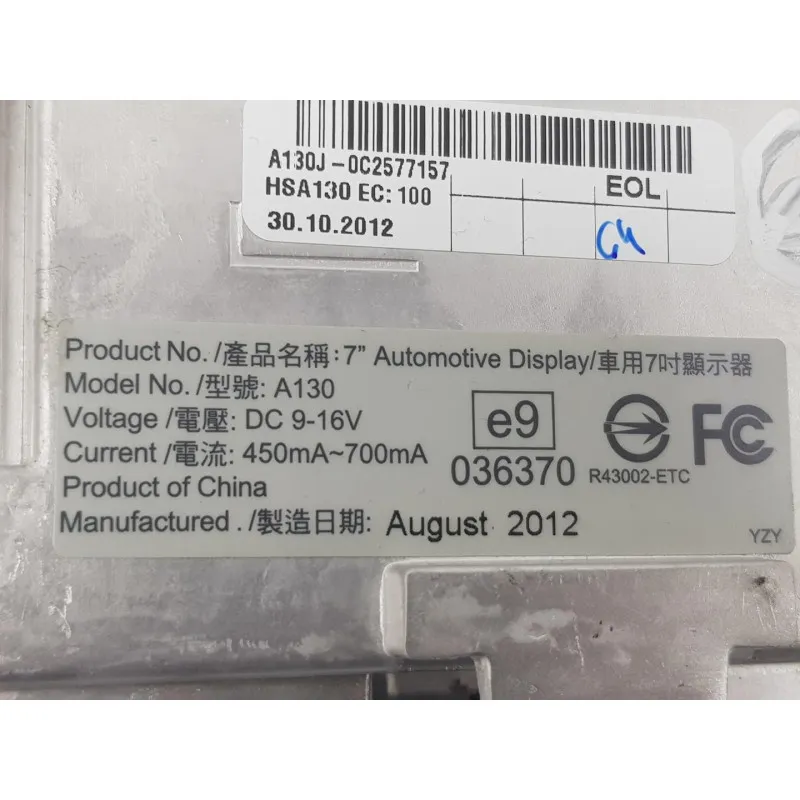 A130J-0C2577157
HSA130 EC: 100
EOL
30.10.2012
Product No. /產品名稱: 7” Automotive Display/車用7吋顯示器
Model No. /型號: A130
Voltage /電壓: DC 9-16V
Current /電流: 450mA~700mA
Product of China
Manufactured . /製造日期: August 2012
e9
036370
R43002-ETC
FC
YZY